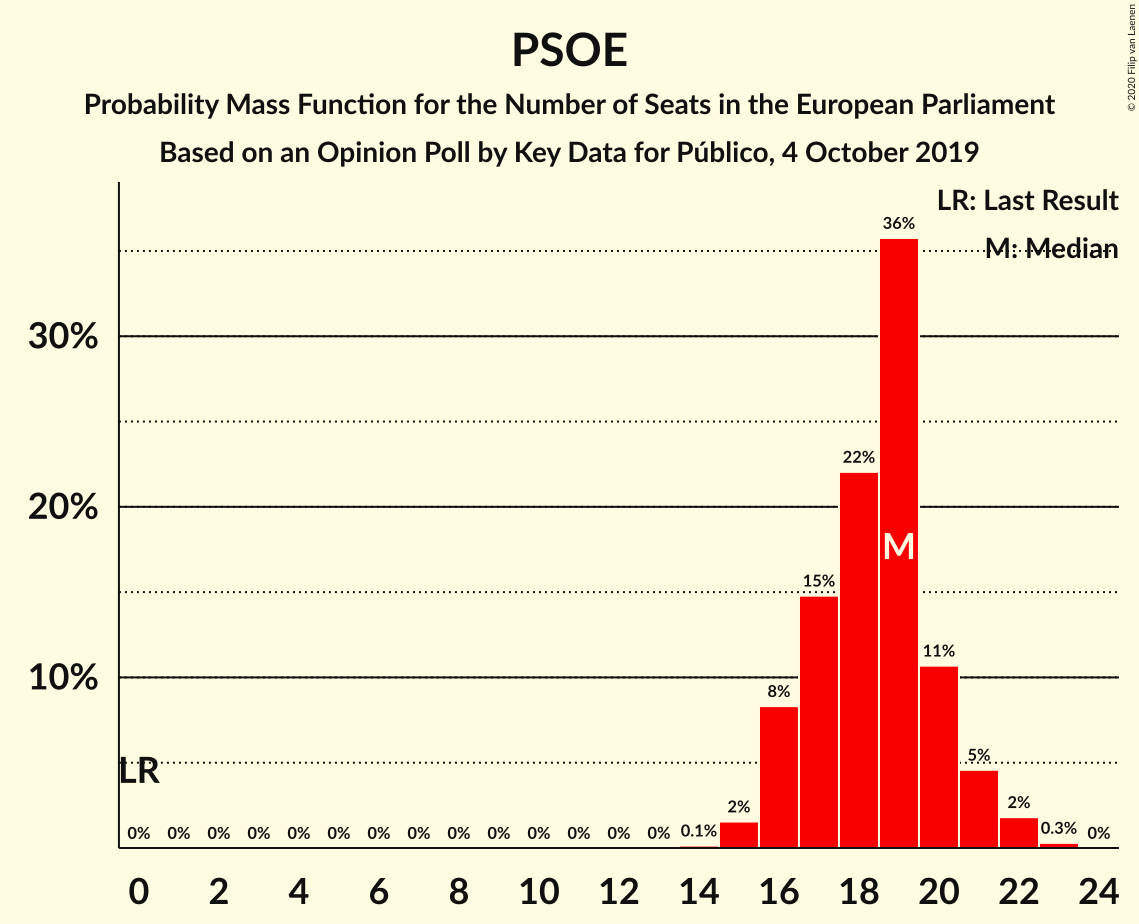 PSOE
Probability Mass Function for the Number of Seats in the European Parliament
Based on an Opinion Poll by Key Data for Público, 4 October 2019
© 2020 Filip van Laenen
LR: Last Result
M: Median
36%
30%
22%
20%
M
15%
11%
10%
8%
5%
LR
2%
2%
0% 0% 0% 0% 0% 0% 0% 0% 0% 0% 0% 0% 0% 0% 0.1% 0.3% 0%
0 2 4 6 8 10 12 14 16 18 20 22 24